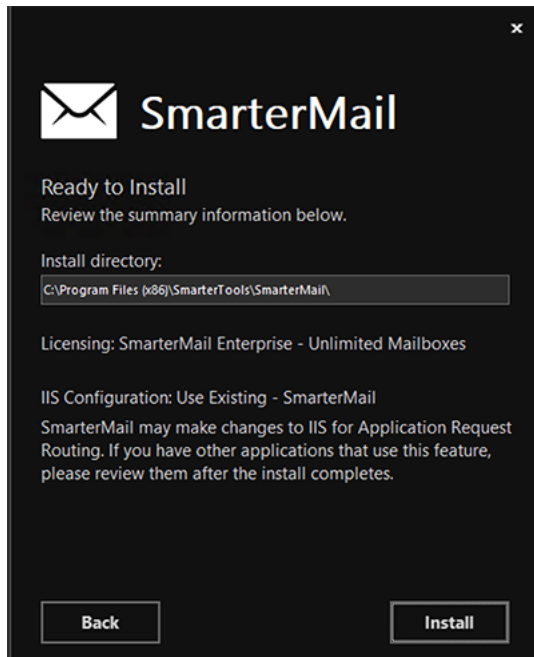 SmarterMail
Ready to Install
Review the summary information below.
Install directory:
C:\Program Files (x86)\SmarterTools\SmarterMail\
Licensing: SmarterMail Enterprise - Unlimited Mailboxes
IIS Configuration: Use Existing - SmarterMail
SmarterMail may make changes to IIS for Application Request
Routing. If you have other applications that use this feature,
please review them after the install completes.
Back
Install